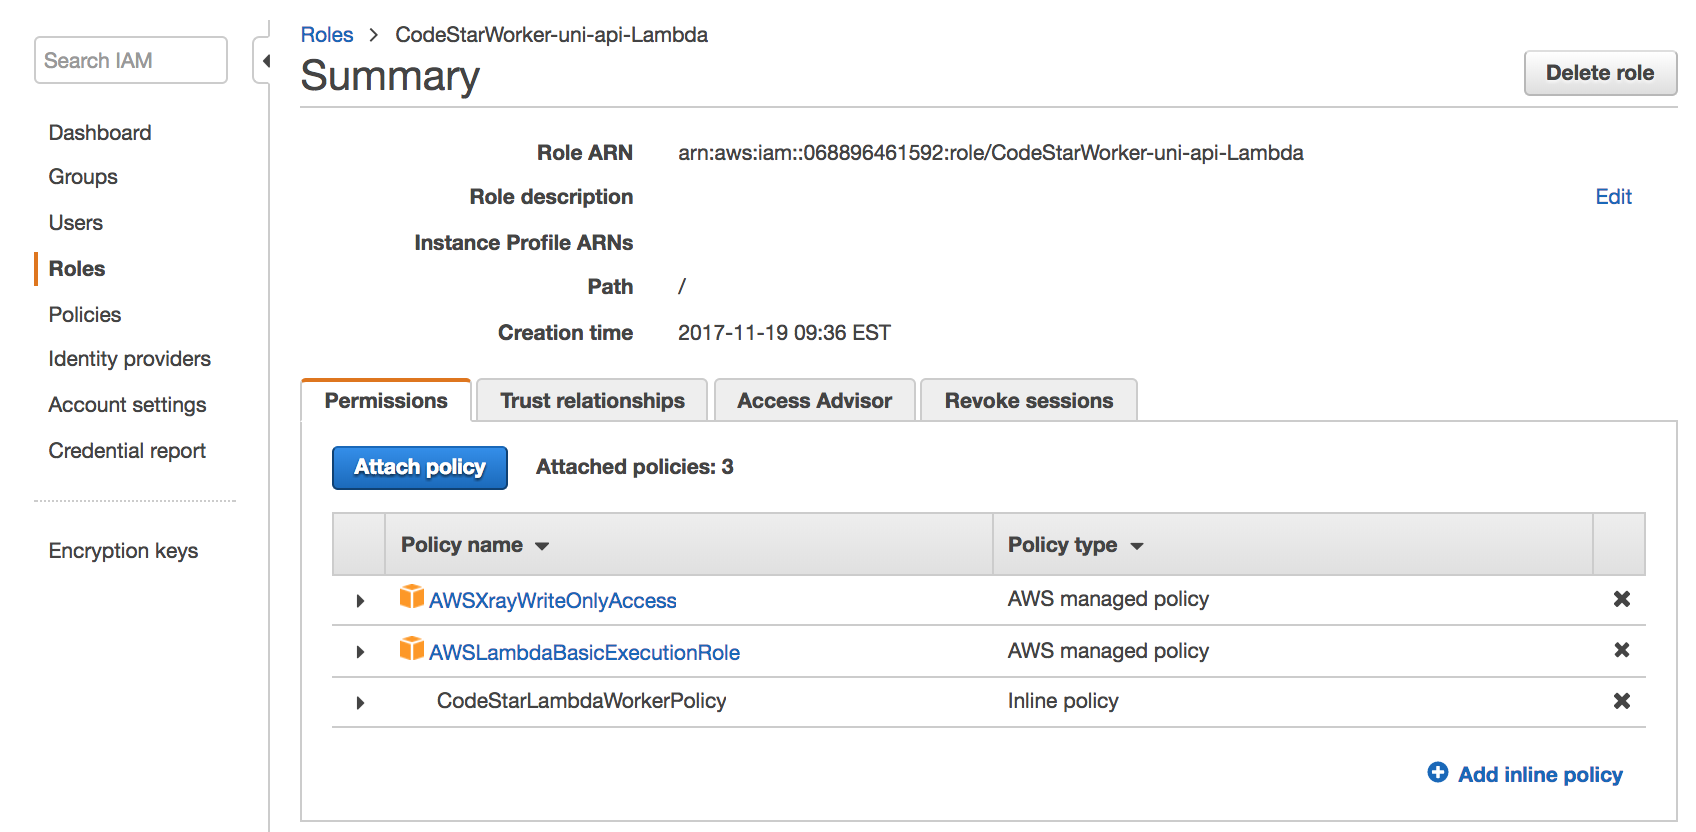 Search IAM
Dashboard
Groups
Users
Roles
Policies
Identity providers
Account settings
Credential report
Encryption keys
Roles > CodeStarWorker-uni-api-Lambda
Summary
Delete role
Role ARN arn:aws:iam::068896461592:role/CodeStarWorker-uni-api-Lambda
Role description Edit
Instance Profile ARNs
Path /
Creation time 2017-11-19 09:36 EST
Permissions Trust relationships Access Advisor Revoke sessions
Attach policy Attached policies: 3
Policy name Policy type
AWSXrayWriteOnlyAccess AWS managed policy
AWSLambdaBasicExecutionRole AWS managed policy
CodeStarLambdaWorkerPolicy Inline policy
Add inline policy